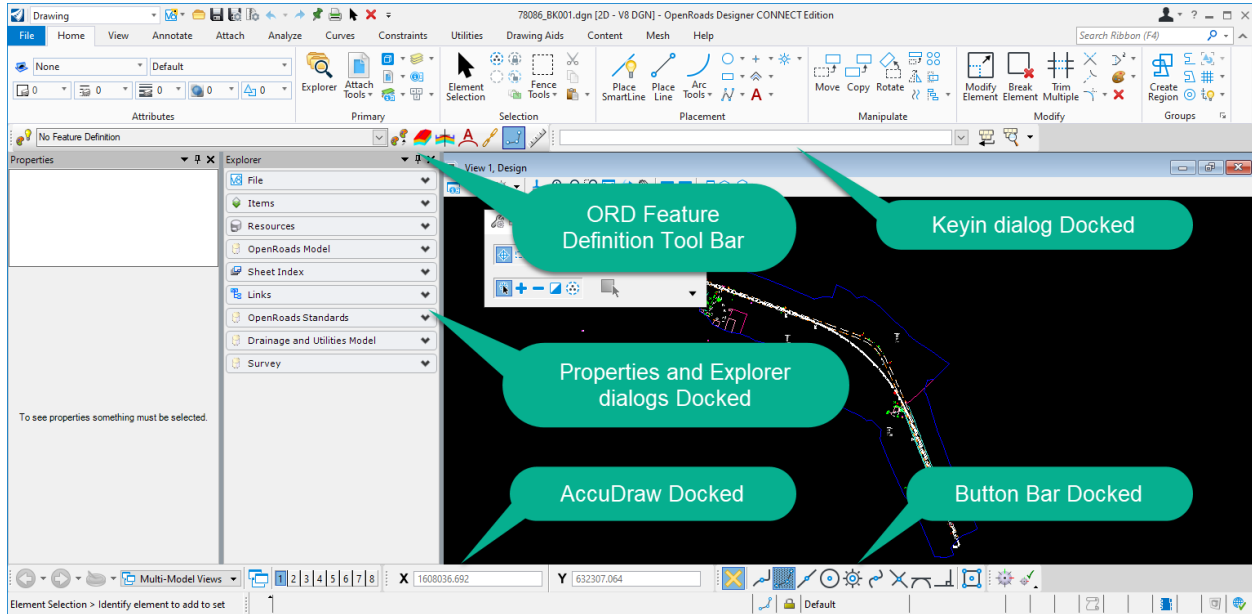 Drawing
78086_BK001.dgn [2D - V8 DGN] - OpenRoads Designer CONNECT Edition
File Home View Annotate Attach Analyze Curves Constraints Utilities Drawing Aids Content Mesh Help
Search Ribbon (F4)
None Default
0 0 0 0 0
Explorer Attach Tools
Element Selection Fence Tools
Place SmartLine Place Line Arc Tools
Move Copy Rotate
Modify Element Break Element Trim Multiple
Create Region
Attributes Primary Selection Placement Manipulate Modify Groups
No Feature Definition
Properties Explorer
View 1, Design
File
Items
Resources
OpenRoads Model
Sheet Index
Links
OpenRoads Standards
Drainage and Utilities Model
Survey
To see properties something must be selected.
ORD Feature
Definition Tool Bar
Keyin dialog Docked
Properties and Explorer
dialogs Docked
AccuDraw Docked
Button Bar Docked
Multi-Model Views 1 2 3 4 5 6 7 8 X 1608036.692 Y 632307.064
Element Selection > Identify element to add to set Default